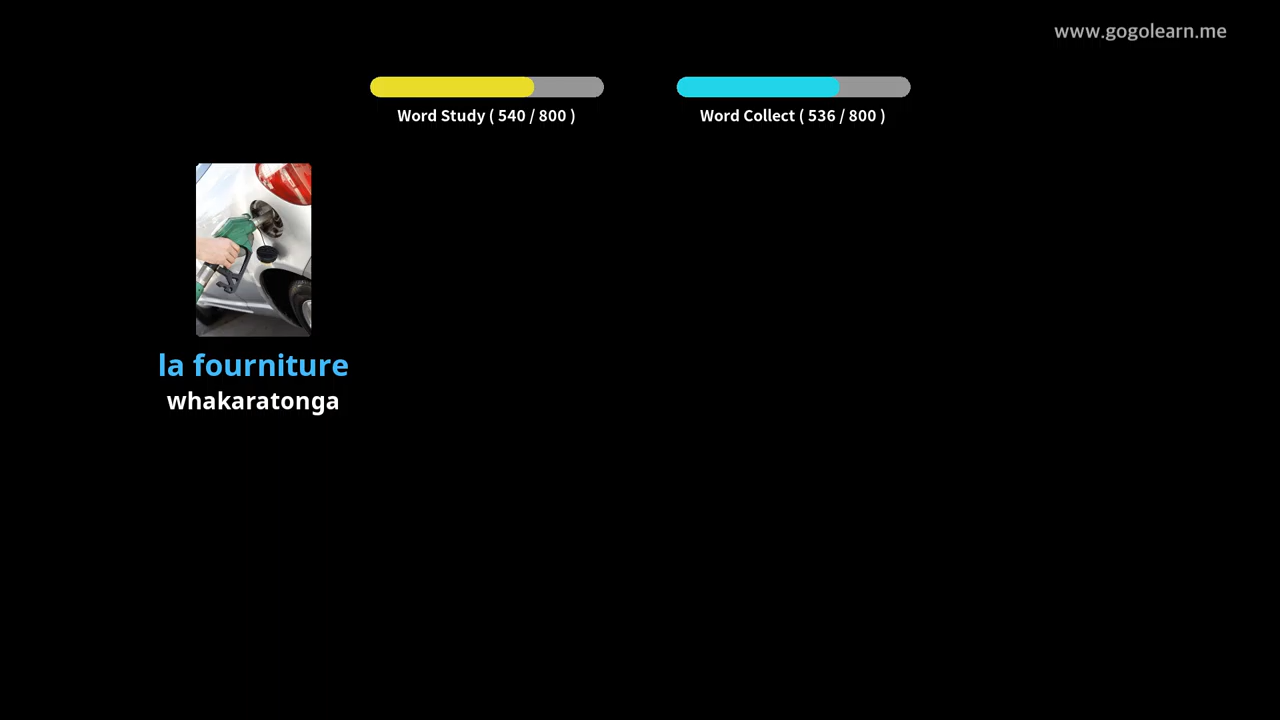 www.gogolearn.me
Word Study ( 540 / 800 )
Word Collect ( 536 / 800 )
la fourniture
whakaratonga